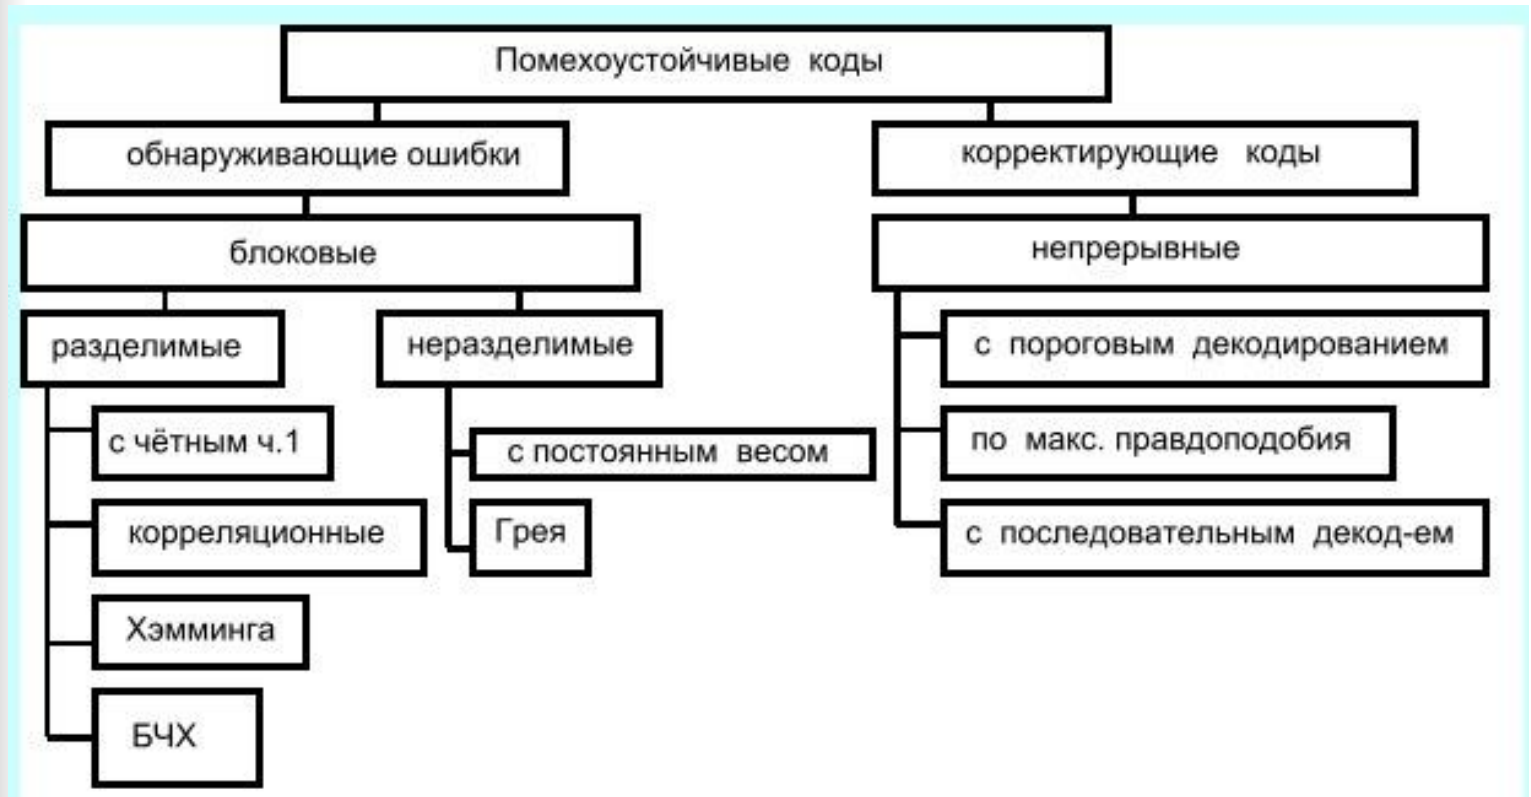 Помехоустойчивые коды
обнаруживающие ошибки
корректирующие коды
блоковые
непрерывные
разделимые
неразделимые
с пороговым декодированием
с чётным ч.1
с постоянным весом
по макс. правдоподобия
корреляционные
Грея
с последовательным декод-ем
Хэмминга
БЧХ